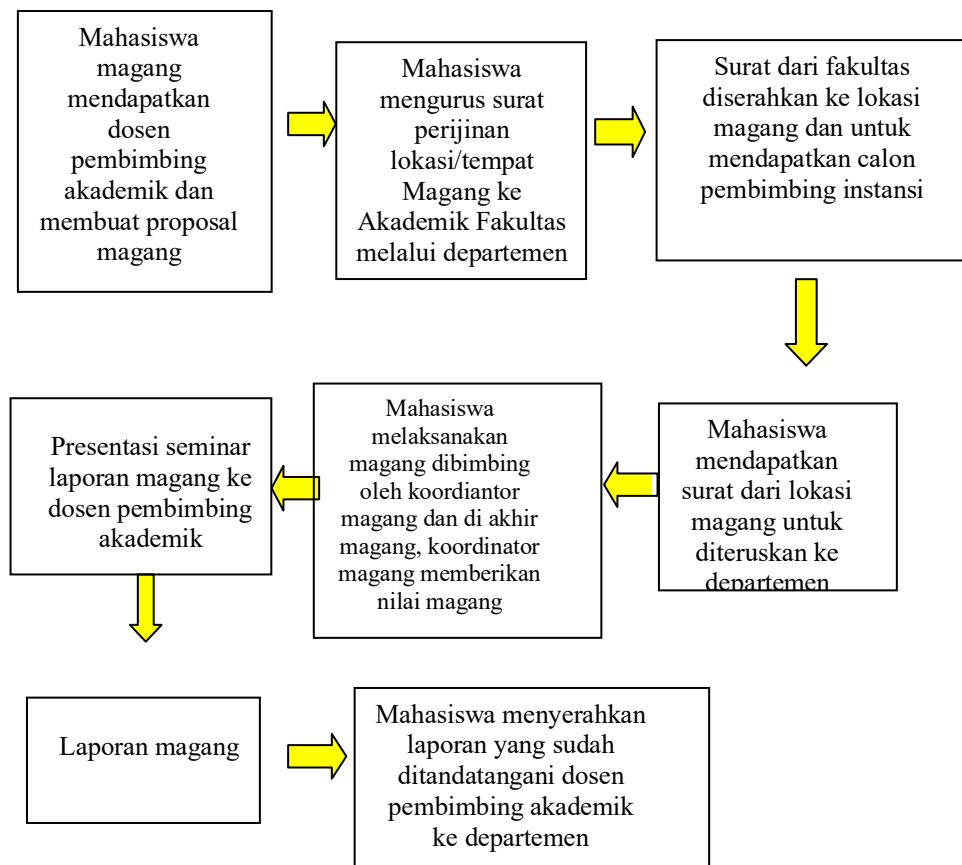 Mahasiswa
magang
mendapatkan
dosen
pembimbing
akademik dan
membuat proposal
magang
Mahasiswa
mengurus surat
perijinan
lokasi/tempat
Magang ke
Akademik Fakultas
melalui departemen
Surat dari fakultas
diserahkan ke lokasi
magang dan untuk
mendapatkan calon
pembimbing instansi
Mahasiswa
mendapatkan
surat dari lokasi
magang untuk
diteruskan ke
departemen
Mahasiswa
melaksanakan
magang dibimbing
oleh koordiantor
magang dan di akhir
magang, koordinator
magang memberikan
nilai magang
Presentasi seminar
laporan magang ke
dosen pembimbing
akademik
Laporan magang
Mahasiswa menyerahkan
laporan yang sudah
ditandatangani dosen
pembimbing akademik
ke departemen